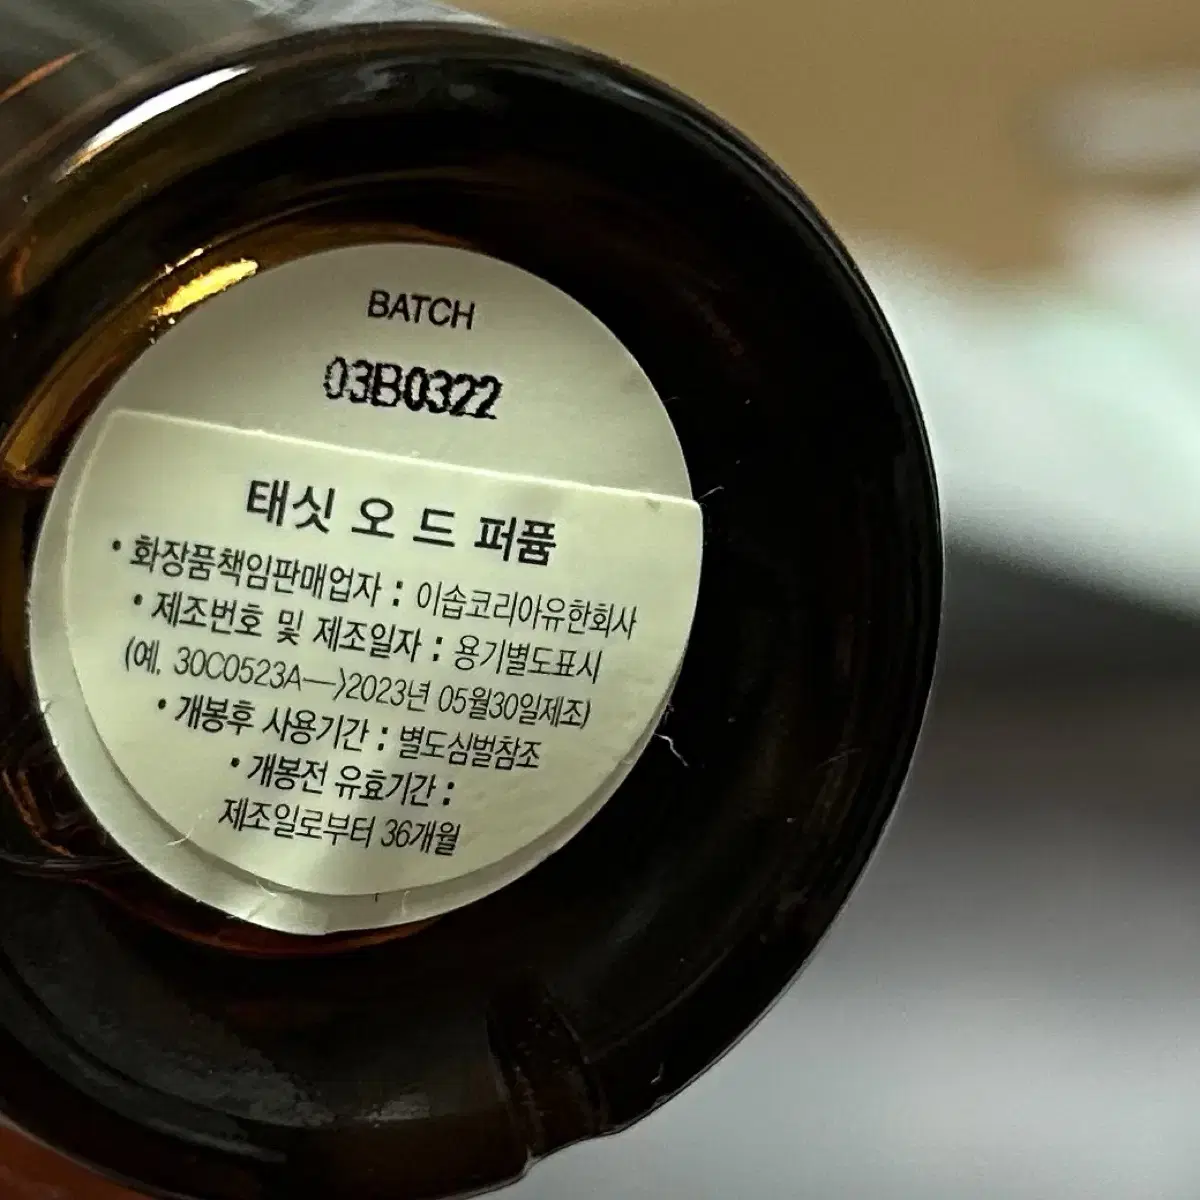 BATCH
03B0322
태싯 오 드 퍼퓸
• 화장품책임판매업자 : 이솝코리아유한회사
• 제조번호 및 제조일자 : 용기별도표시
(예. 30C0523A—>2023년 05월30일제조)
• 개봉후 사용기간 : 별도심벌참조
• 개봉전 유효기간 :
제조일로부터 36개월